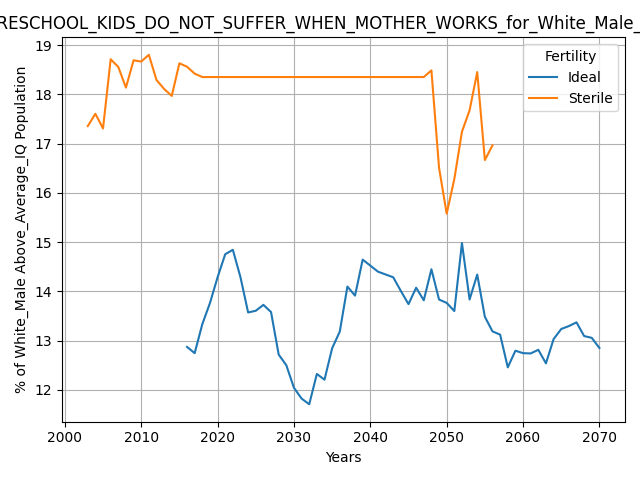 RESCHOOL_KIDS_DO_NOT_SUFFER_WHEN_MOTHER_WORKS_for_White_Male_
Fertility
Ideal
Sterile
% of White_Male Above_Average_IQ Population
19
18
17
16
15
14
13
12
2000 2010 2020 2030 2040 2050 2060 2070
Years